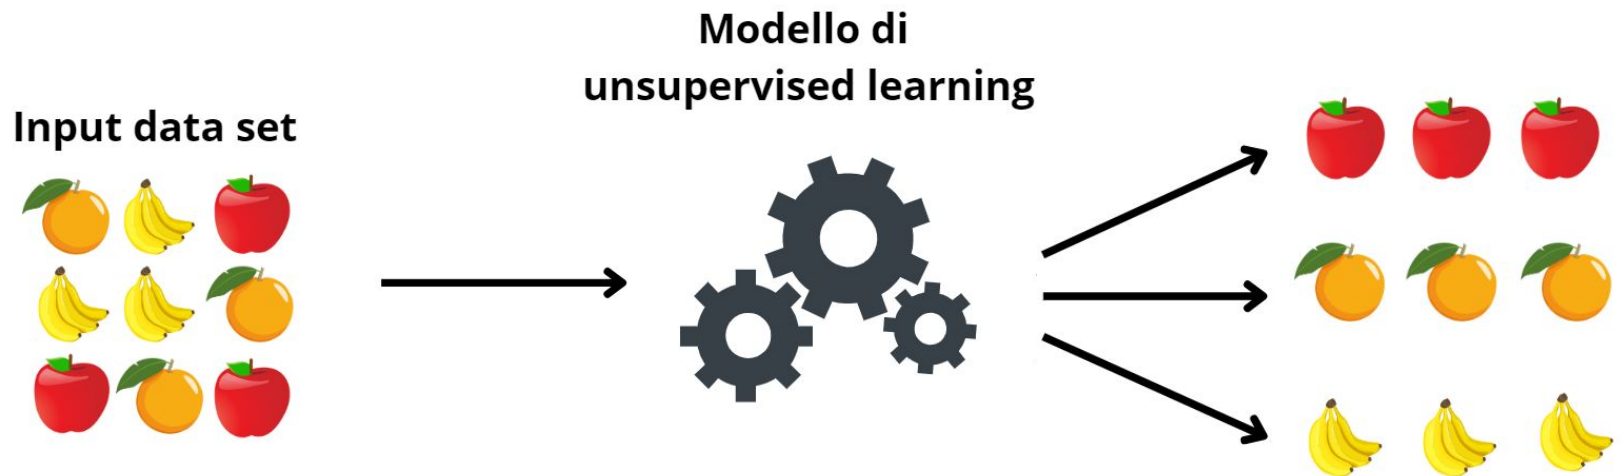 Modello di
unsupervised learning
Input data set